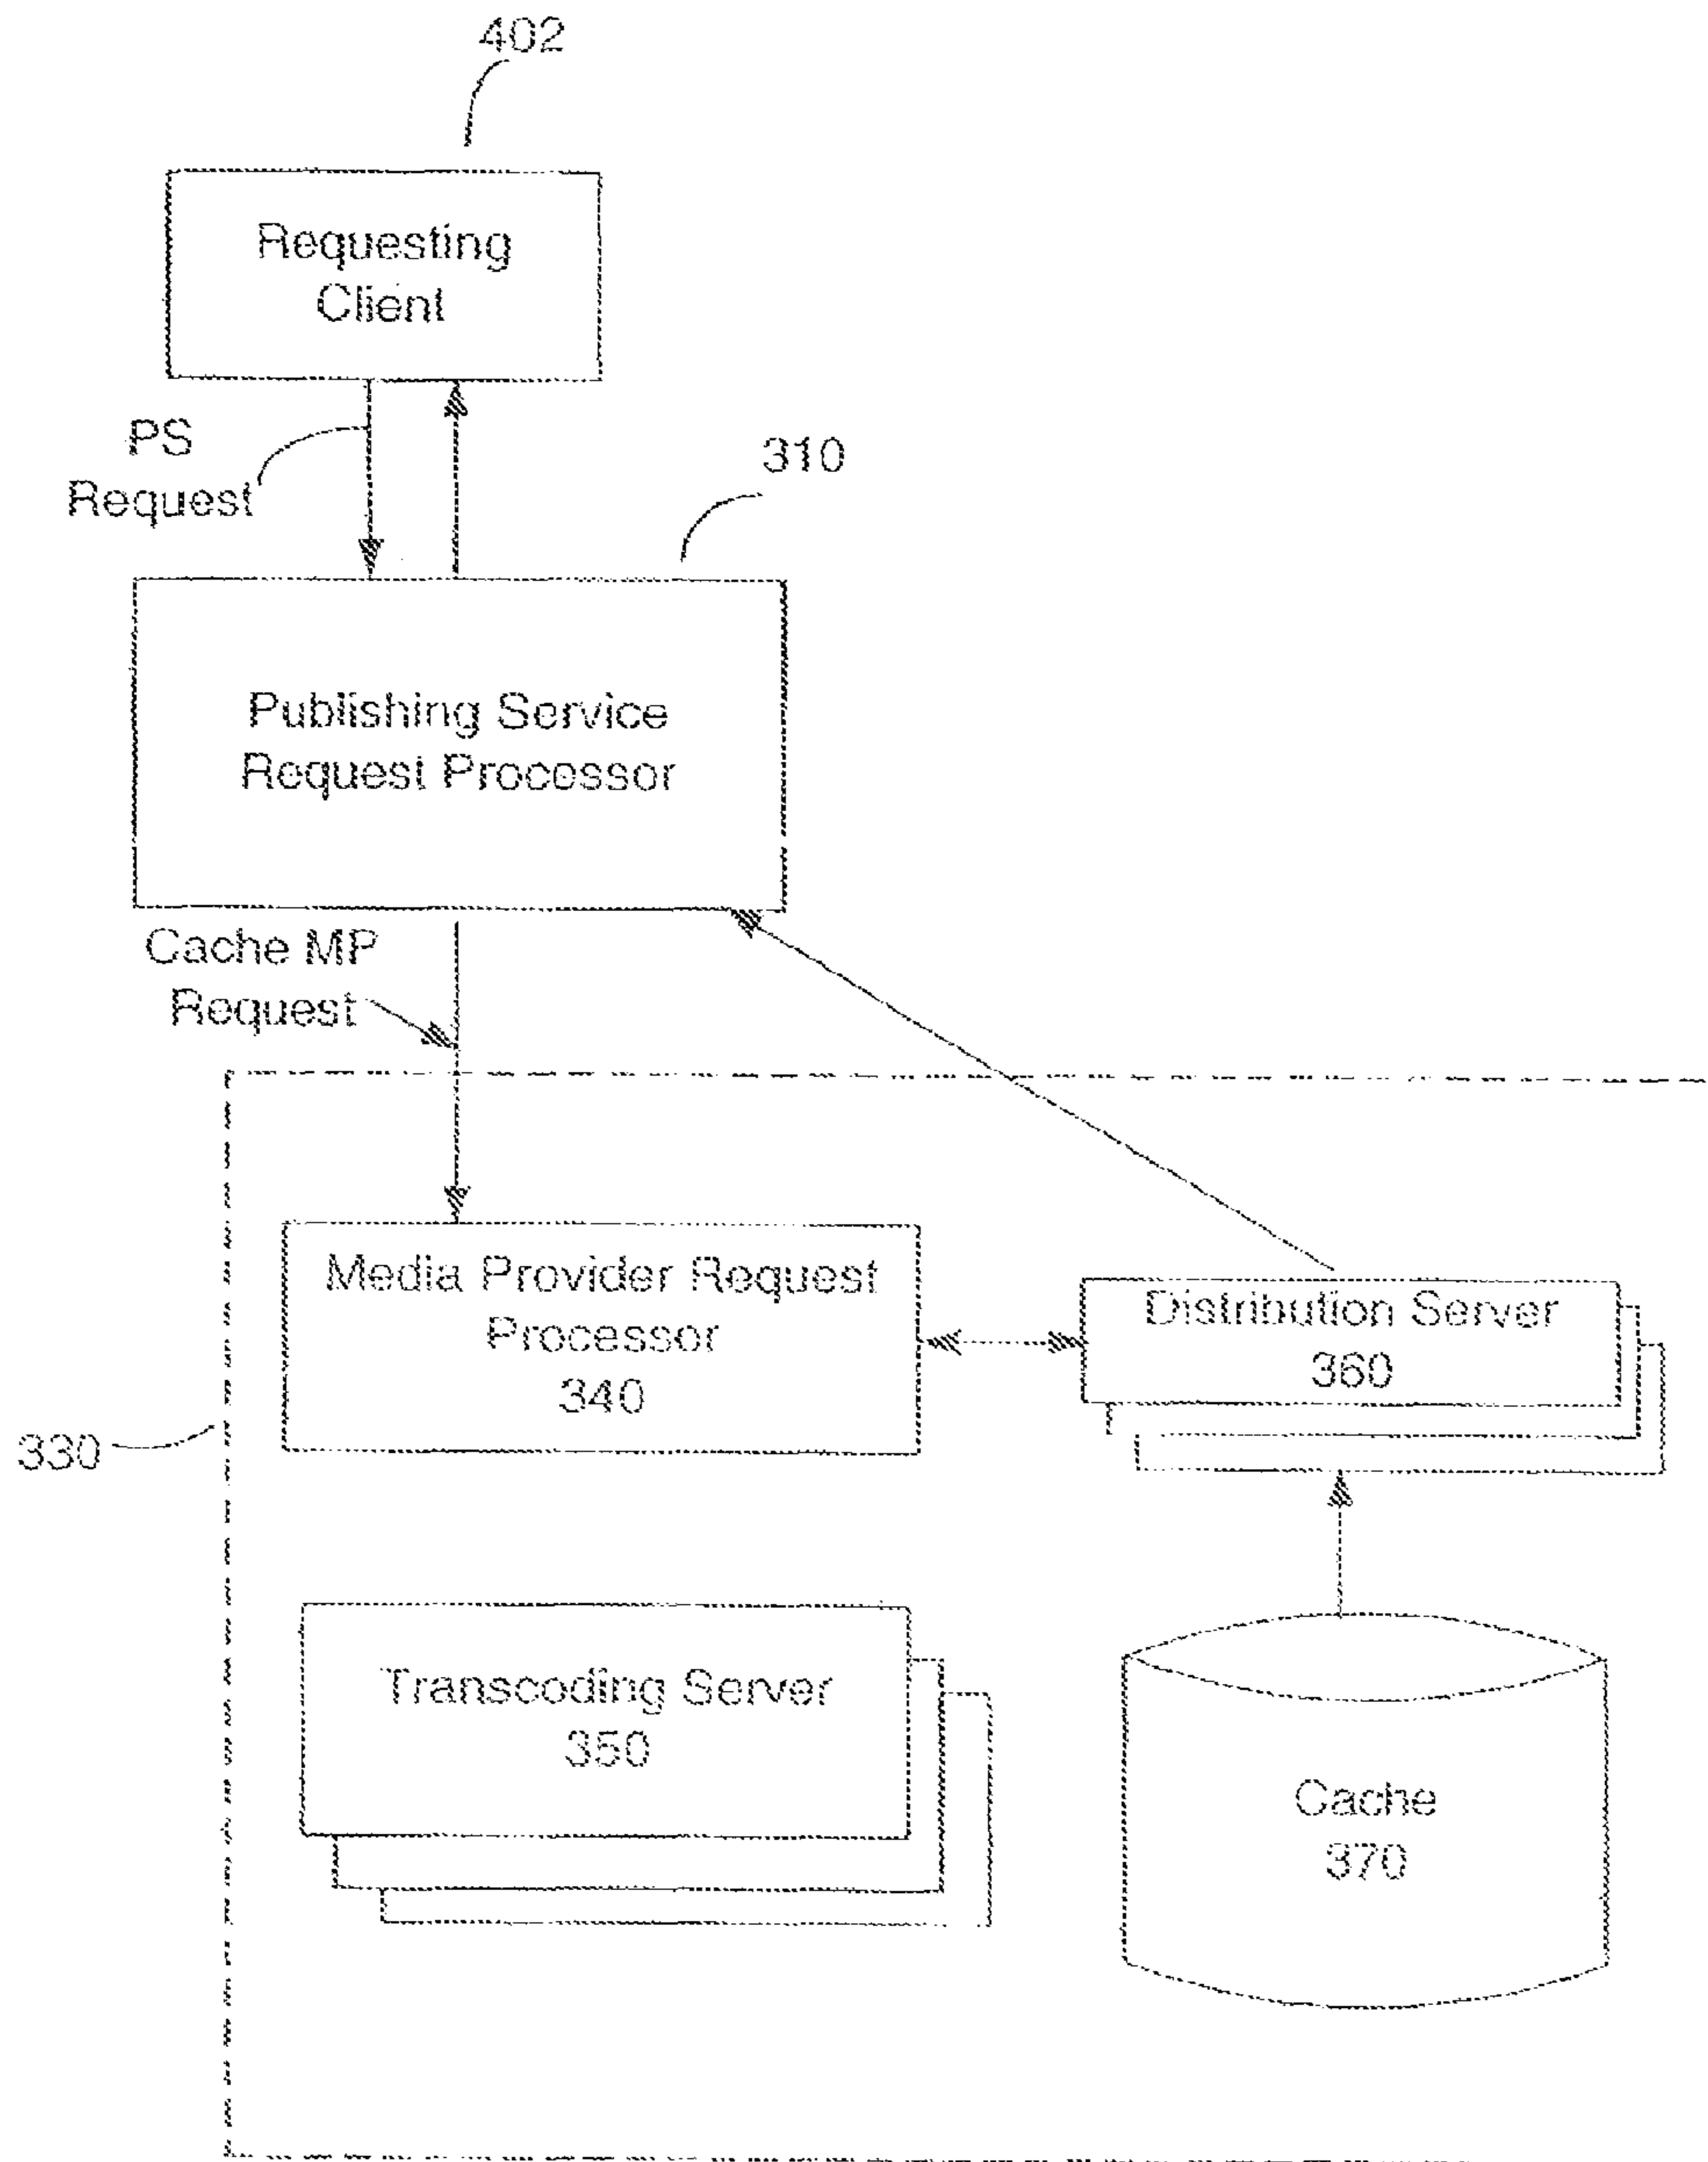 402
Requesting
Client
PS
Request
310
Publishing Service
Request Processor
Cache MP
Request
330
Media Provider Request
Processor
340
Distribution Server
360
Transcoding Server
350
Cache
370